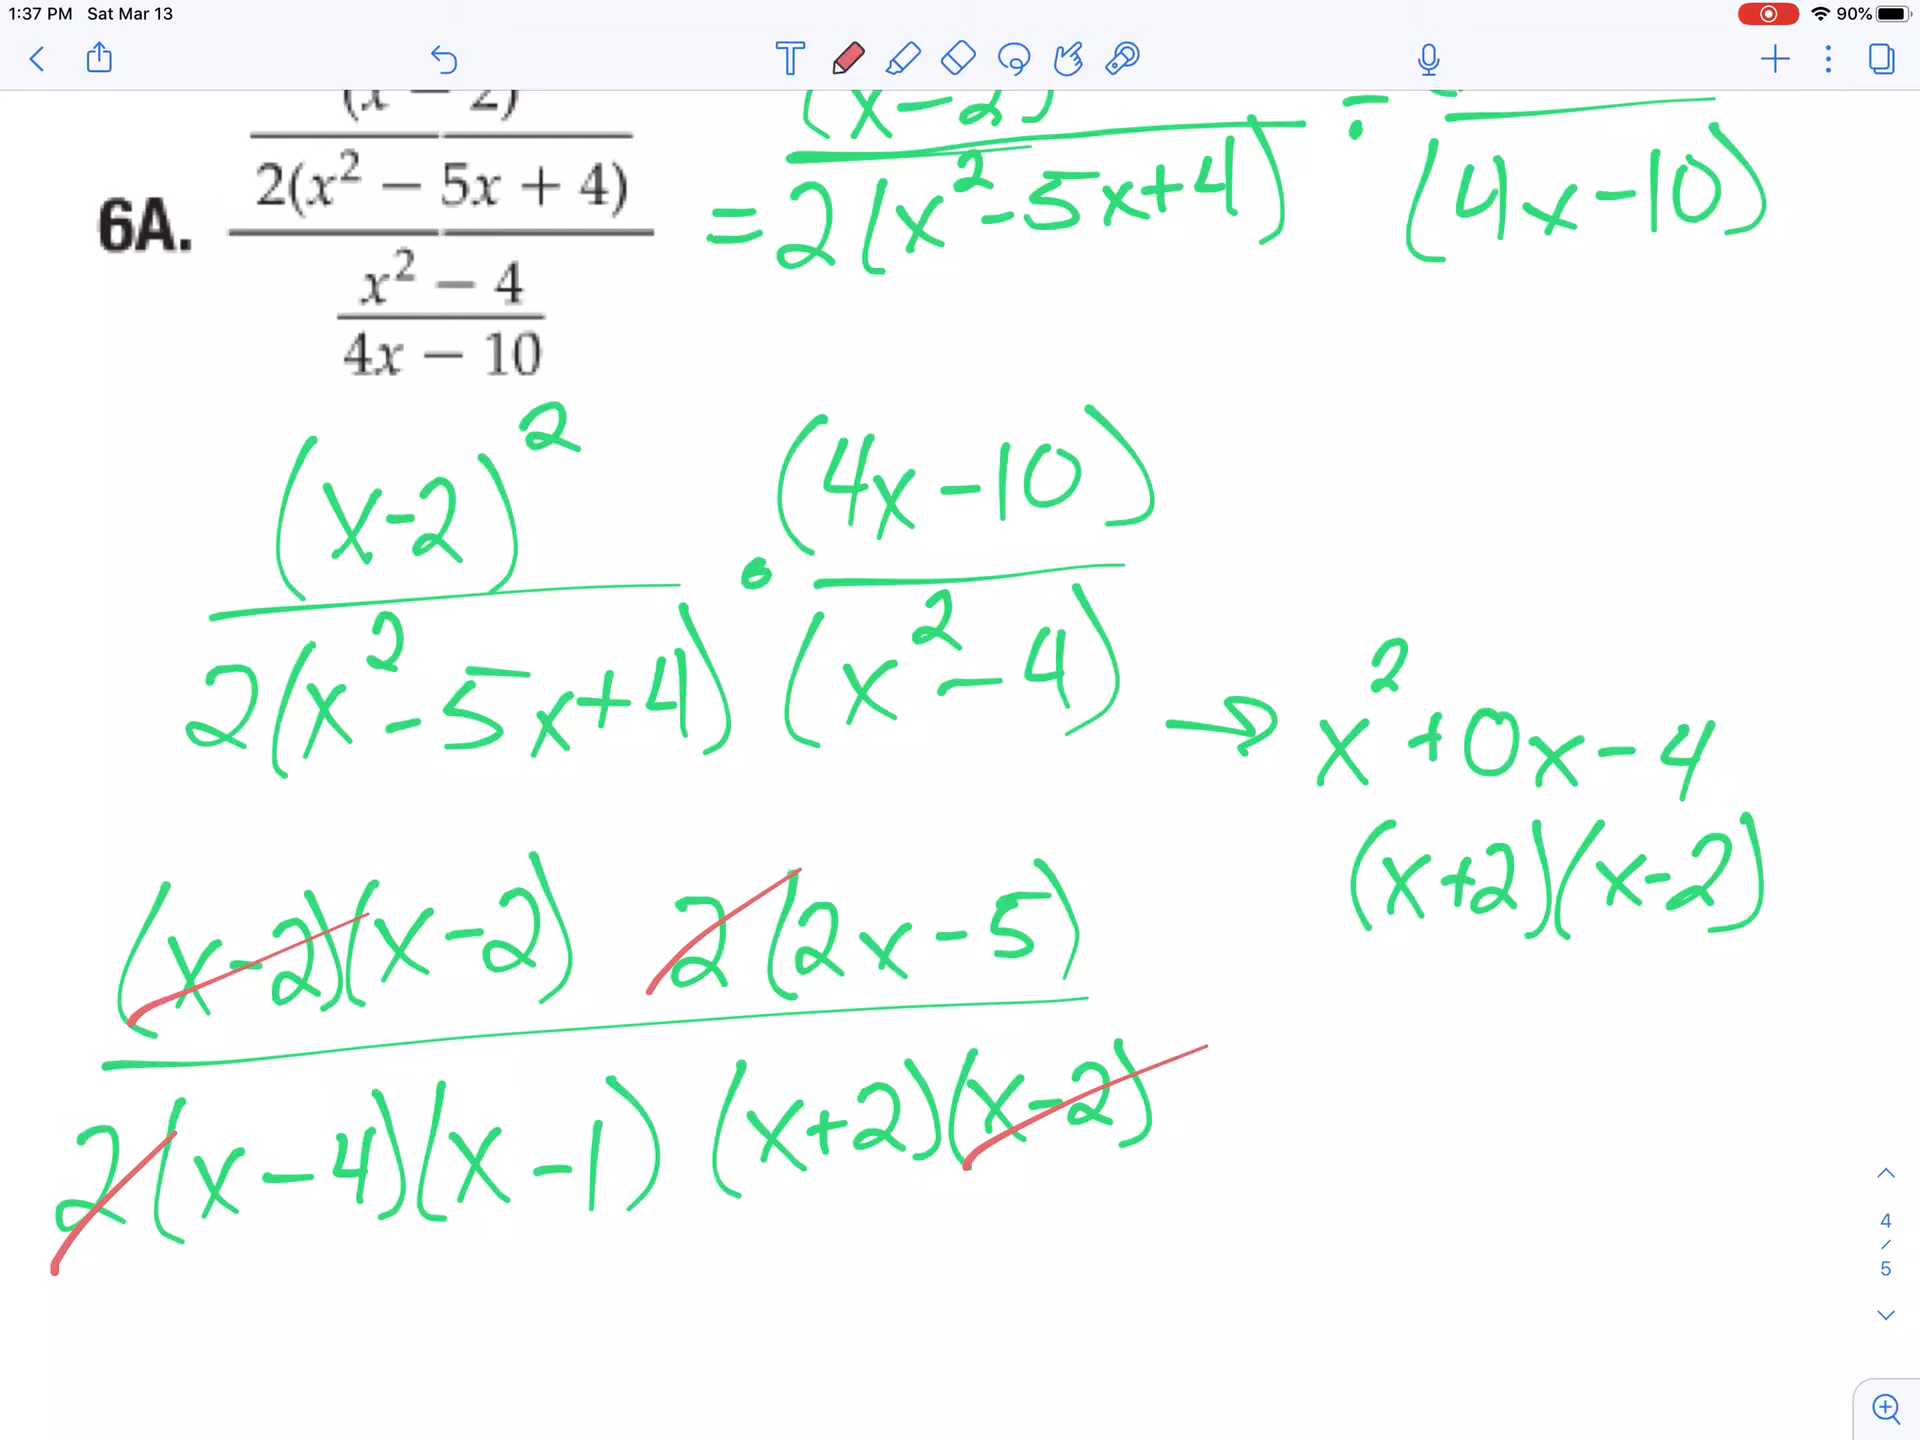 1:37 PM Sat Mar 13 90%
T
(x − 2)
2(x² − 5x + 4)
6A.
x² − 4
4x − 10
(x−2)
= 2(x²−5x+4) ÷ (4x−10)
(x−2)² • (4x−10)
2(x²−5x+4) (x²−4) → x²+0x−4
(x+2)(x−2)
(x−2)(x−2) 2(2x−5)
2(x−4)(x−1) (x+2)(x−2)
4
/
5